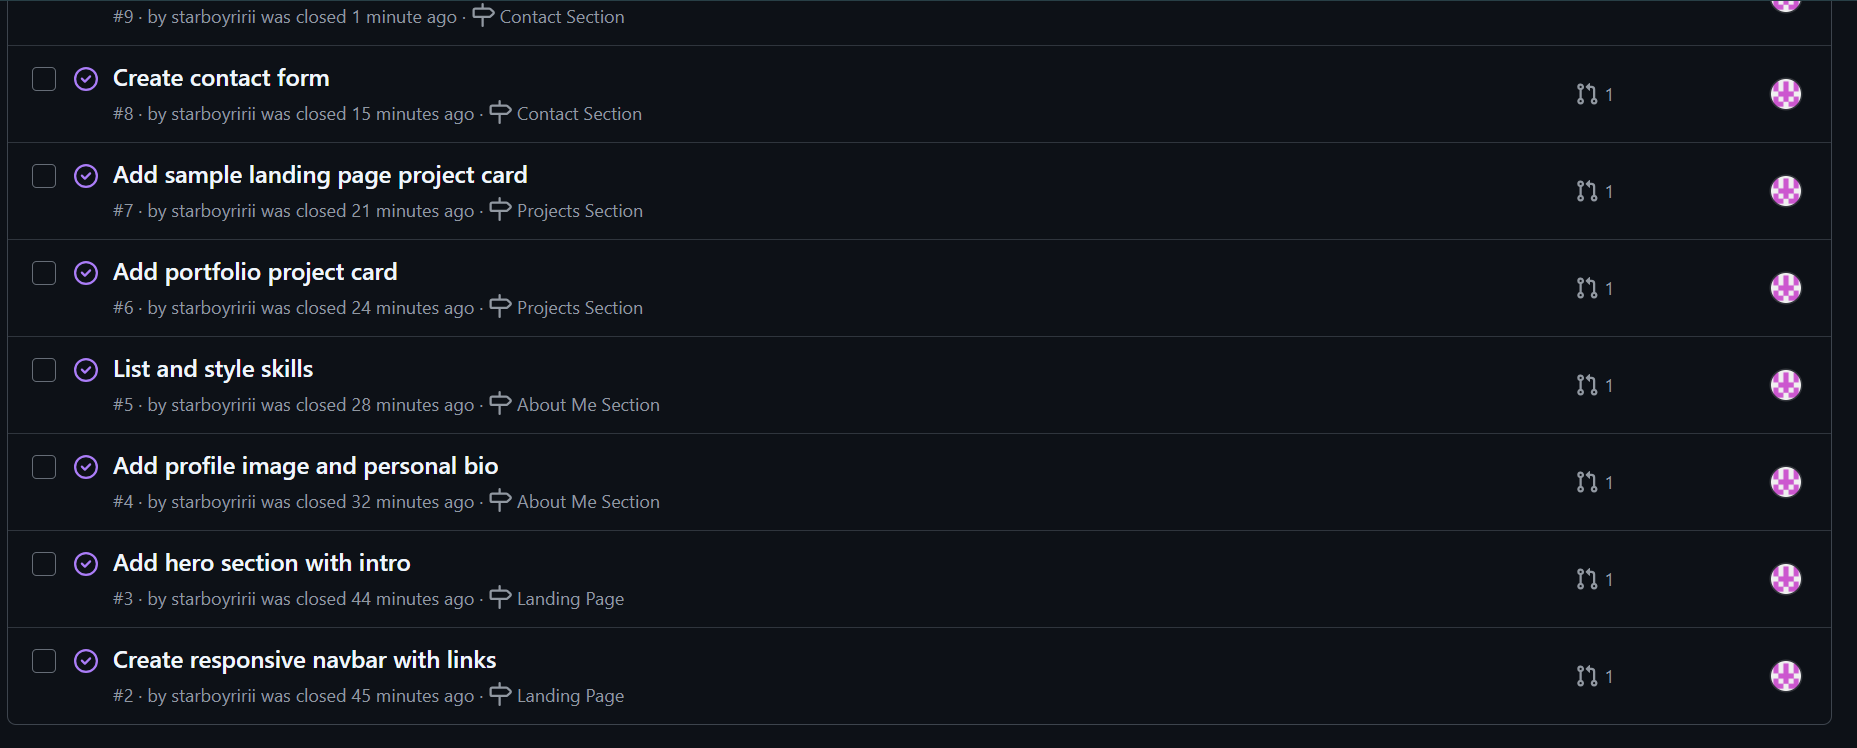 #9 · by starboyririi was closed 1 minute ago · Contact Section
Create contact form
#8 · by starboyririi was closed 15 minutes ago · Contact Section
1
Add sample landing page project card
#7 · by starboyririi was closed 21 minutes ago · Projects Section
1
Add portfolio project card
#6 · by starboyririi was closed 24 minutes ago · Projects Section
1
List and style skills
#5 · by starboyririi was closed 28 minutes ago · About Me Section
1
Add profile image and personal bio
#4 · by starboyririi was closed 32 minutes ago · About Me Section
1
Add hero section with intro
#3 · by starboyririi was closed 44 minutes ago · Landing Page
1
Create responsive navbar with links
#2 · by starboyririi was closed 45 minutes ago · Landing Page
1